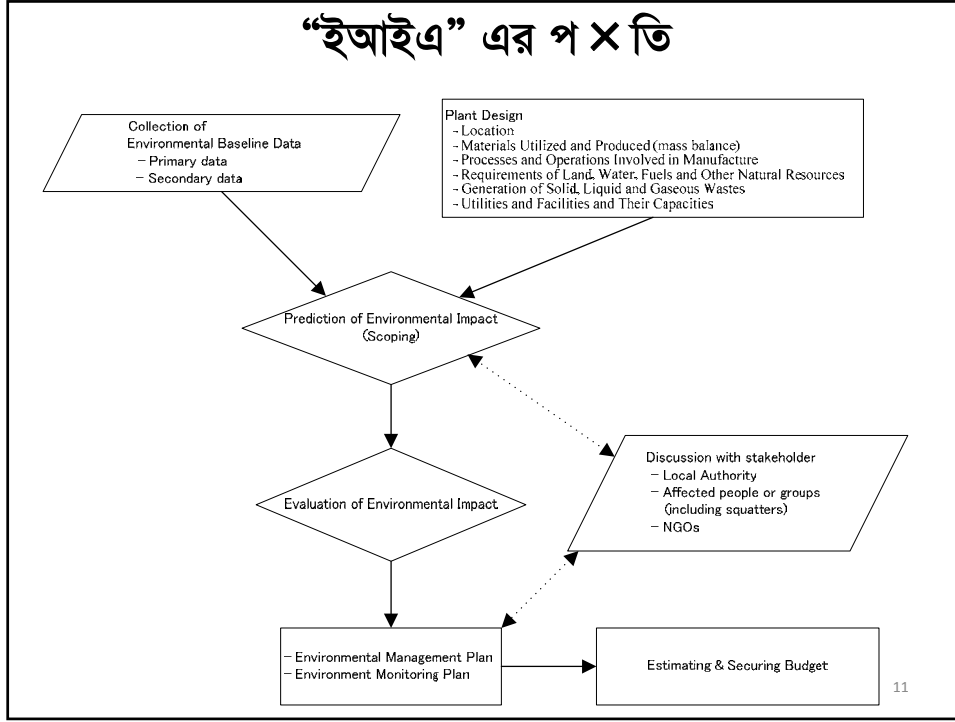 “ইআইএ” এর প × তি
Collection of
Environmental Baseline Data
- Primary data
- Secondary data
Plant Design
- Location
- Materials Utilized and Produced (mass balance)
- Processes and Operations Involved in Manufacture
- Requirements of Land, Water, Fuels and Other Natural Resources
- Generation of Solid, Liquid and Gaseous Wastes
- Utilities and Facilities and Their Capacities
Prediction of Environmental Impact
(Scoping)
Discussion with stakeholder
- Local Authority
- Affected people or groups
(including squatters)
- NGOs
Evaluation of Environmental Impact
- Environmental Management Plan
- Environment Monitoring Plan
Estimating & Securing Budget
11